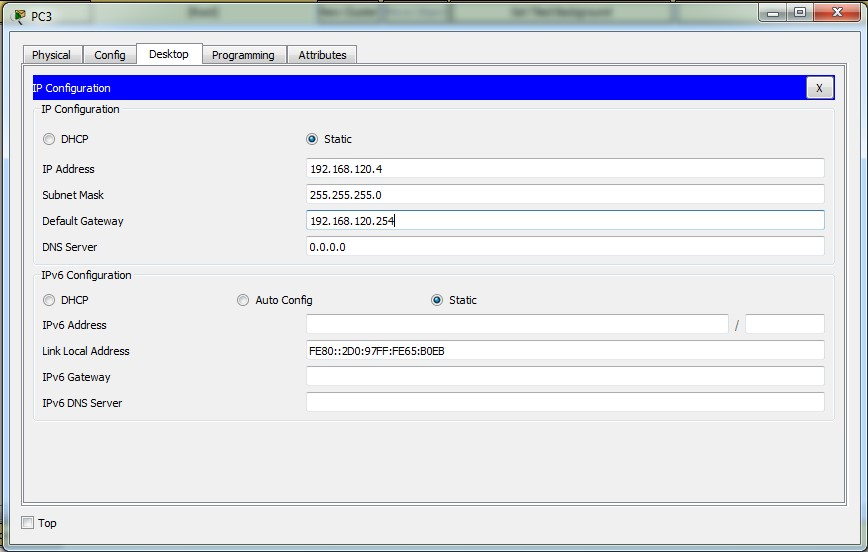 PC3
Physical Config Desktop Programming Attributes
IP Configuration X
IP Configuration
DHCP Static
IP Address 192.168.120.4
Subnet Mask 255.255.255.0
Default Gateway 192.168.120.254
DNS Server 0.0.0.0
IPv6 Configuration
DHCP Auto Config Static
IPv6 Address /
Link Local Address FE80::2D0:97FF:FE65:B0EB
IPv6 Gateway
IPv6 DNS Server
Top